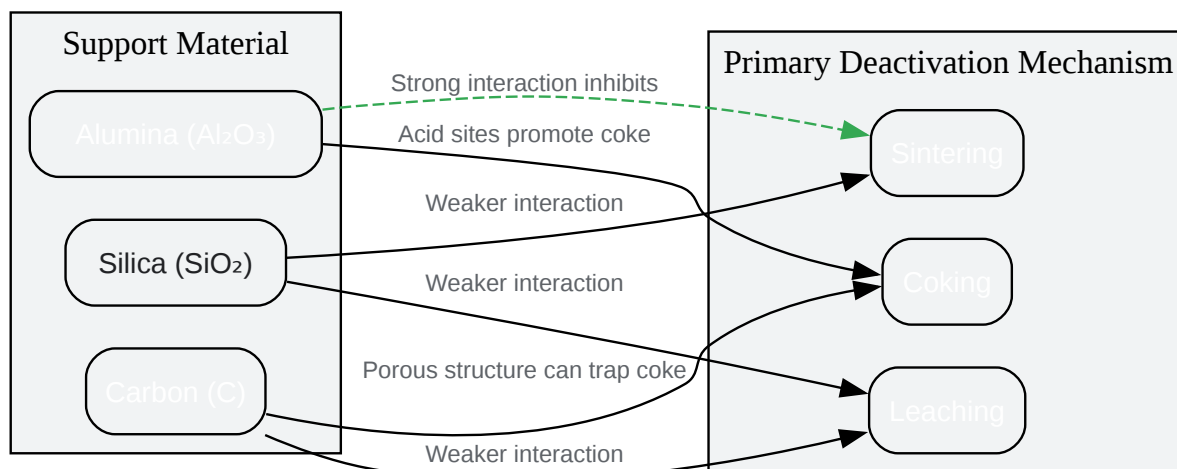 Support Material
Primary Deactivation Mechanism
Strong interaction inhibits
Alumina (Al₂O₃)
Acid sites promote coke
Sintering
Weaker interaction
Silica (SiO₂)
Weaker interaction
Coking
Porous structure can trap coke
Carbon (C)
Leaching
Weaker interaction